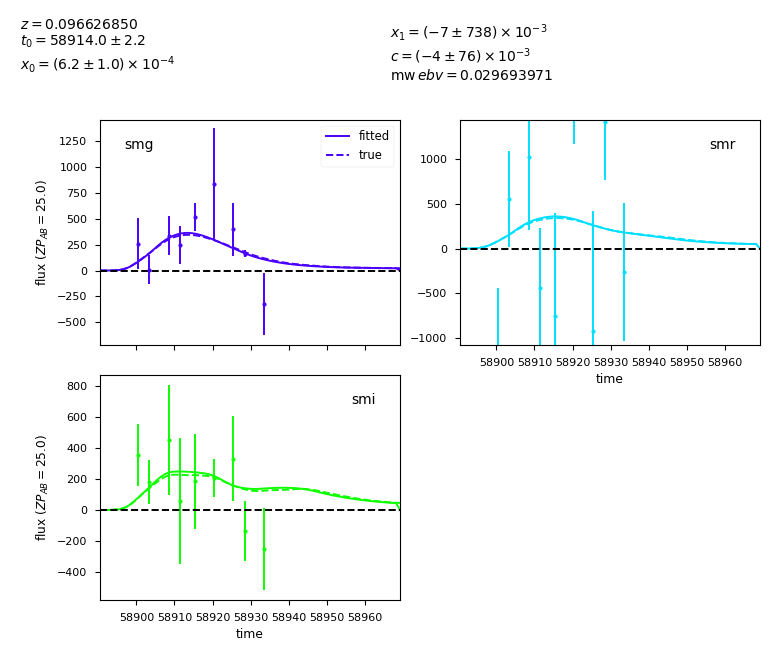 z = 0.096626850
t₀ = 58914.0 ± 2.2
x₀ = (6.2 ± 1.0) × 10⁻⁴
x₁ = (−7 ± 738) × 10⁻³
c = (−4 ± 76) × 10⁻³
mw ebv = 0.029693971
smg
fitted
true
1250
1000
750
500
250
0
−250
−500
flux (ZP_AB = 25.0)
smr
1000
500
0
−500
−1000
58900 58910 58920 58930 58940 58950 58960
time
smi
800
600
400
200
0
−200
−400
flux (ZP_AB = 25.0)
58900 58910 58920 58930 58940 58950 58960
time